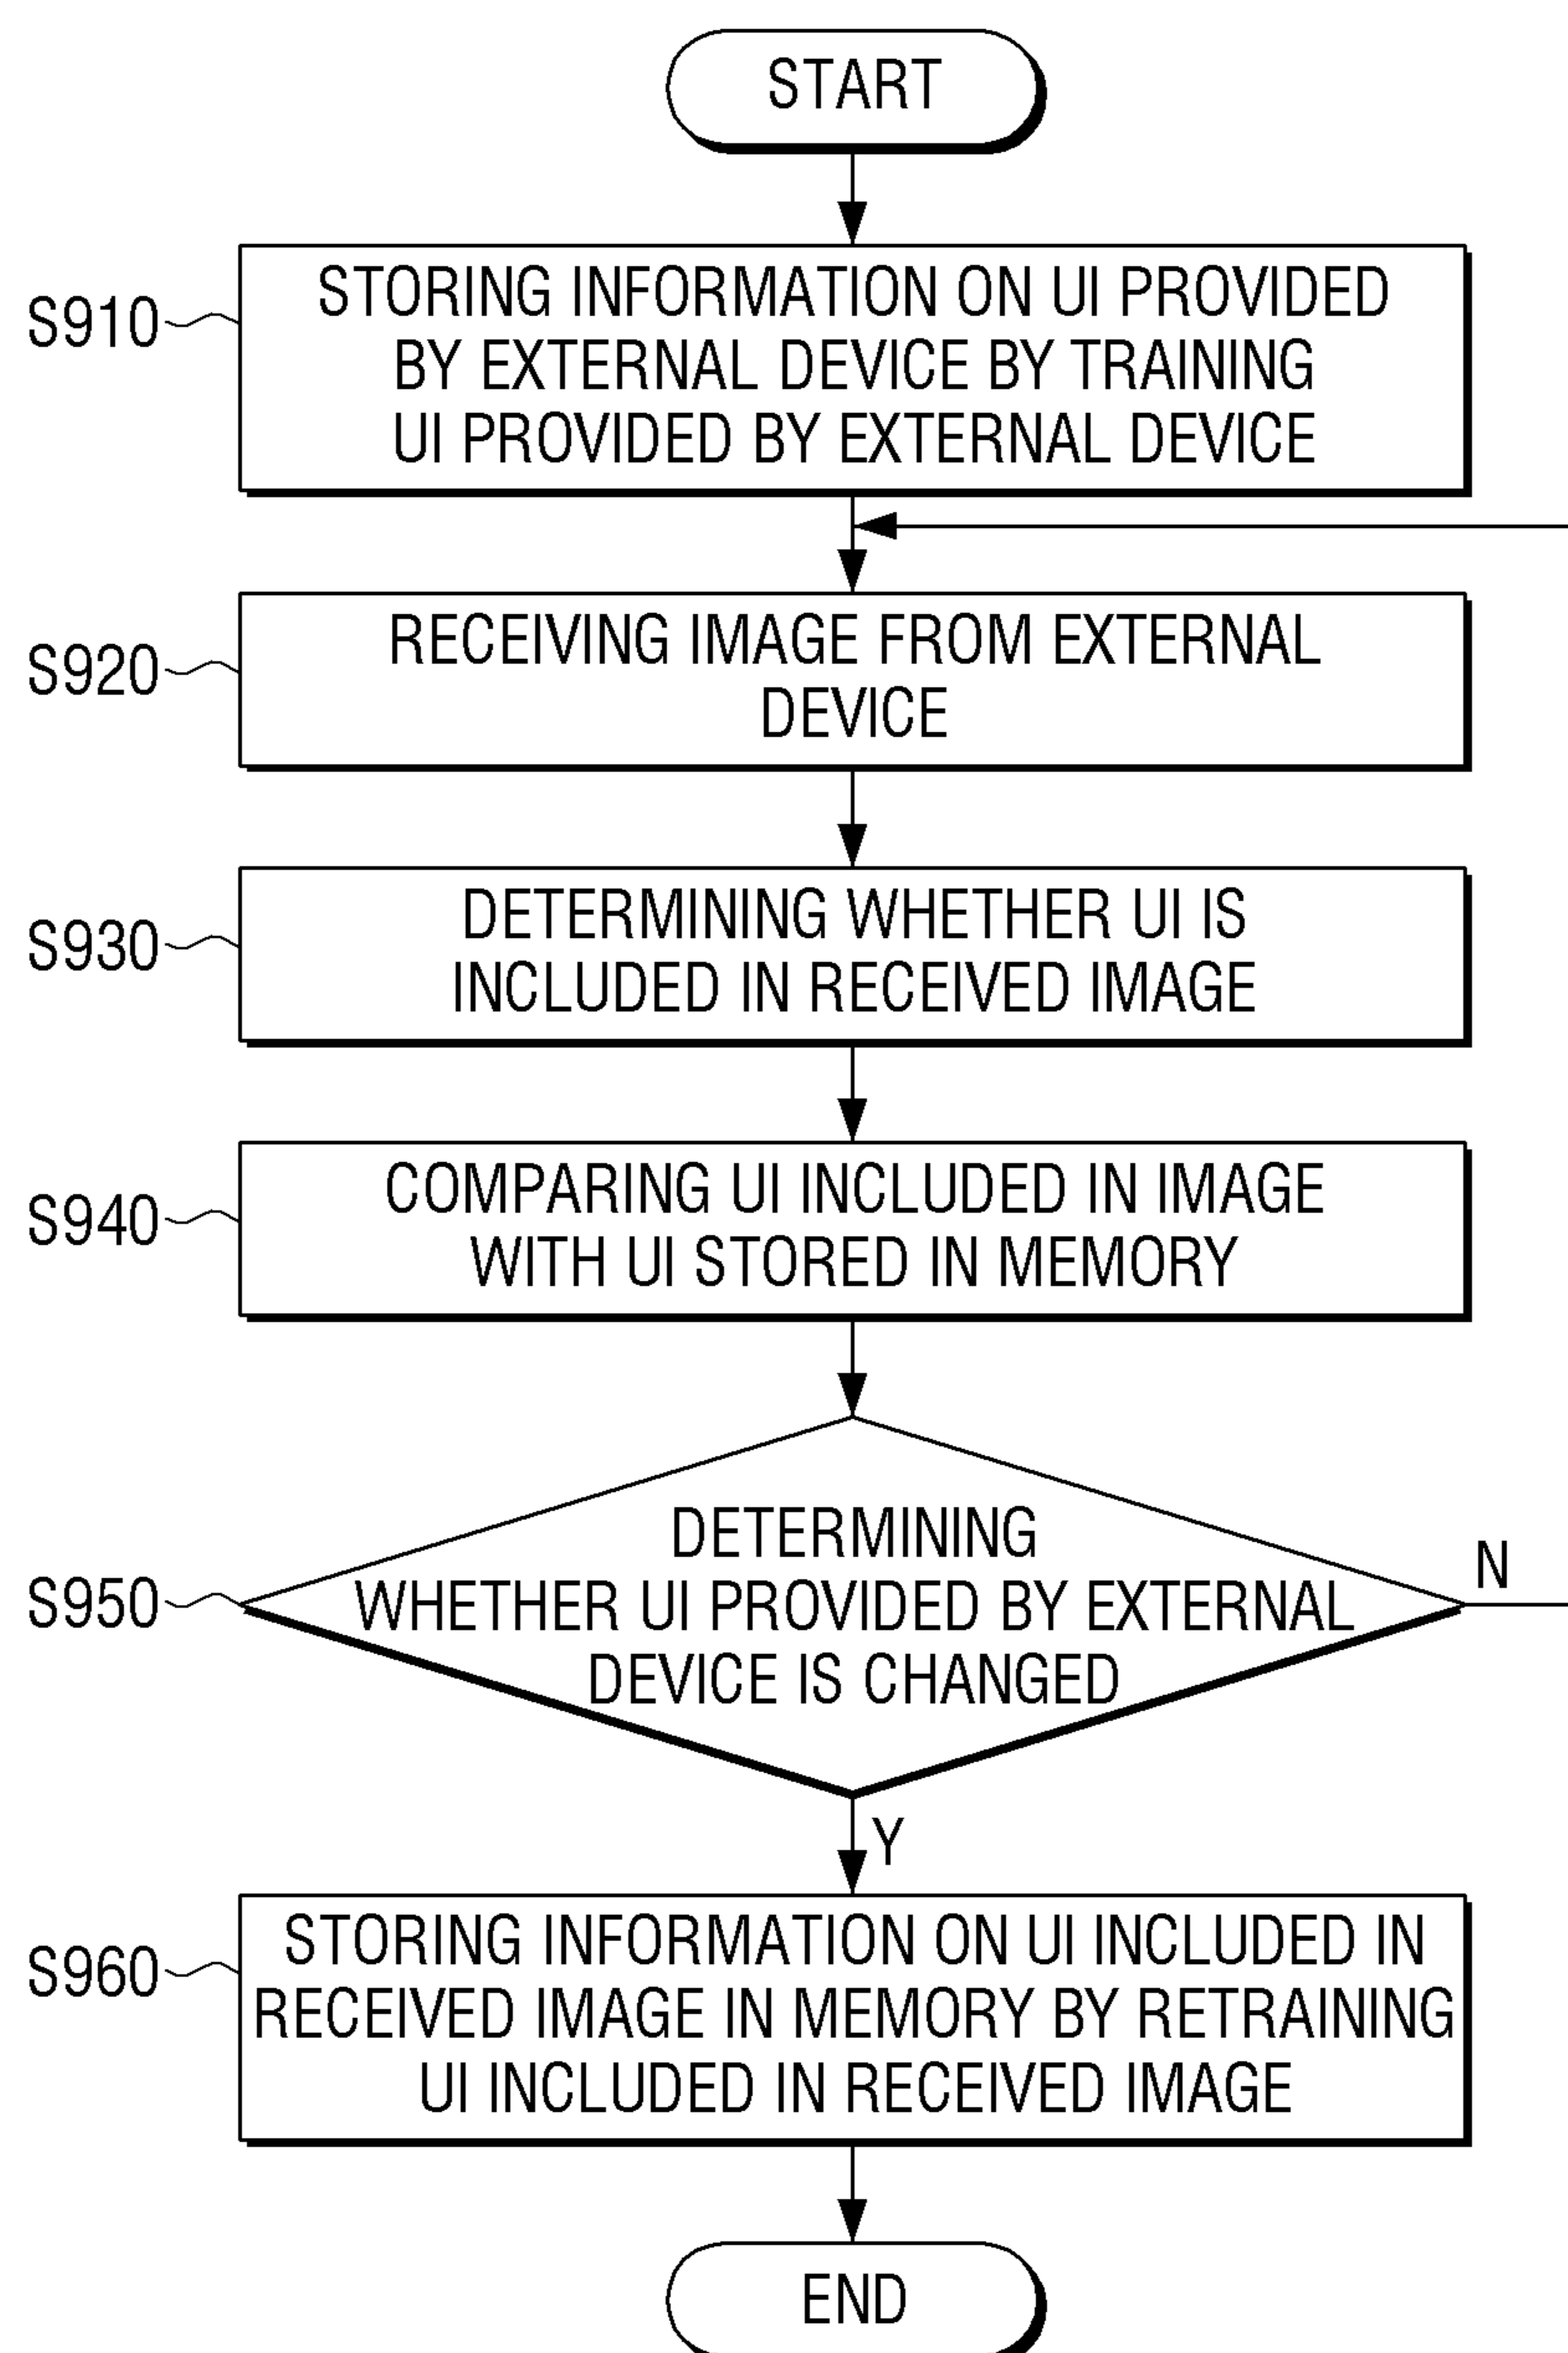 START
S910
STORING INFORMATION ON UI PROVIDED
BY EXTERNAL DEVICE BY TRAINING
UI PROVIDED BY EXTERNAL DEVICE
S920
RECEIVING IMAGE FROM EXTERNAL
DEVICE
S930
DETERMINING WHETHER UI IS
INCLUDED IN RECEIVED IMAGE
S940
COMPARING UI INCLUDED IN IMAGE
WITH UI STORED IN MEMORY
S950
DETERMINING
WHETHER UI PROVIDED BY EXTERNAL
DEVICE IS CHANGED
N
Y
S960
STORING INFORMATION ON UI INCLUDED IN
RECEIVED IMAGE IN MEMORY BY RETRAINING
UI INCLUDED IN RECEIVED IMAGE
END